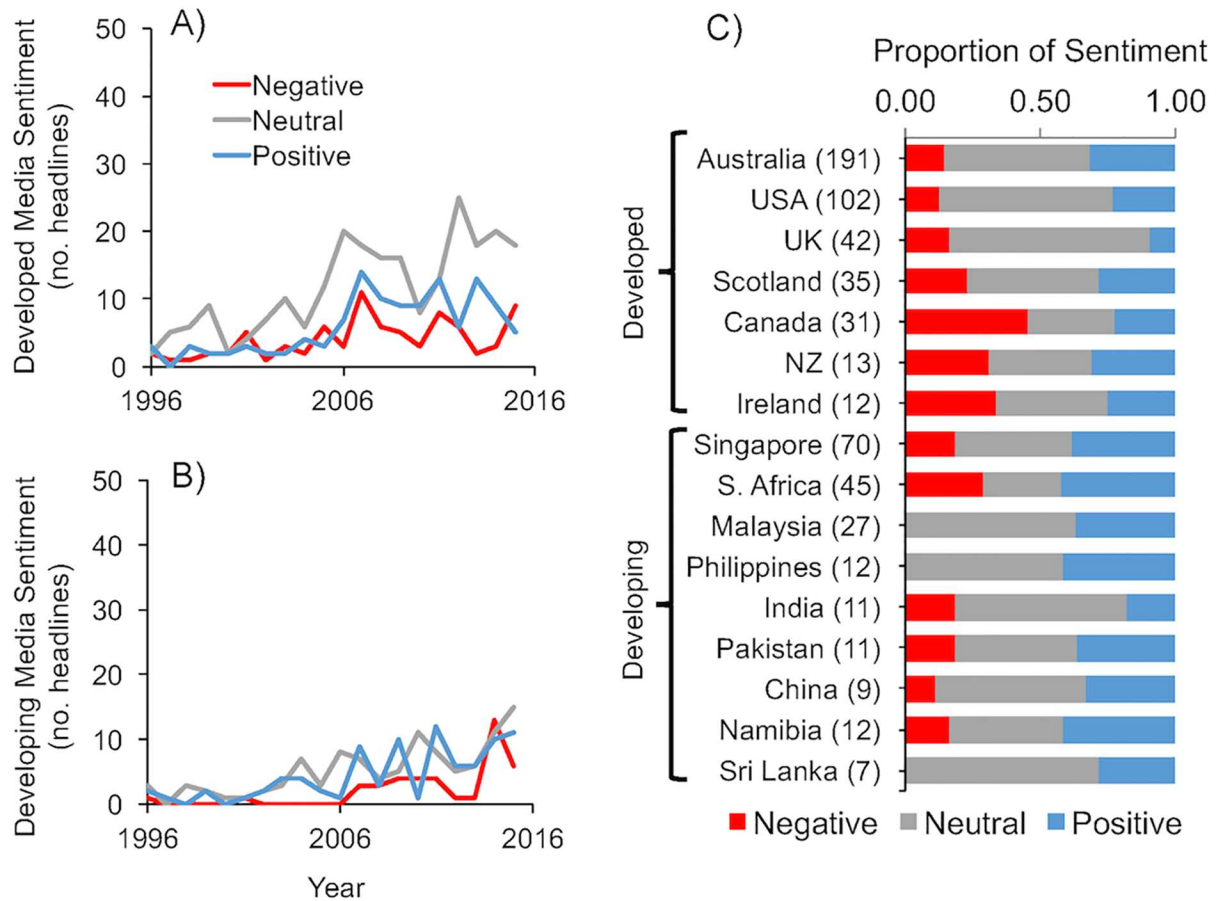 A)
Developed Media Sentiment
(no. headlines)
50
40
30
20
10
0
1996
2006
2016
Negative
Neutral
Positive
B)
Developing Media Sentiment
(no. headlines)
50
40
30
20
10
0
1996
2006
2016
Year
C)
Proportion of Sentiment
0.00 0.50 1.00
Developed
Australia (191)
USA (102)
UK (42)
Scotland (35)
Canada (31)
NZ (13)
Ireland (12)
Developing
Singapore (70)
S. Africa (45)
Malaysia (27)
Philippines (12)
India (11)
Pakistan (11)
China (9)
Namibia (12)
Sri Lanka (7)
Negative Neutral Positive